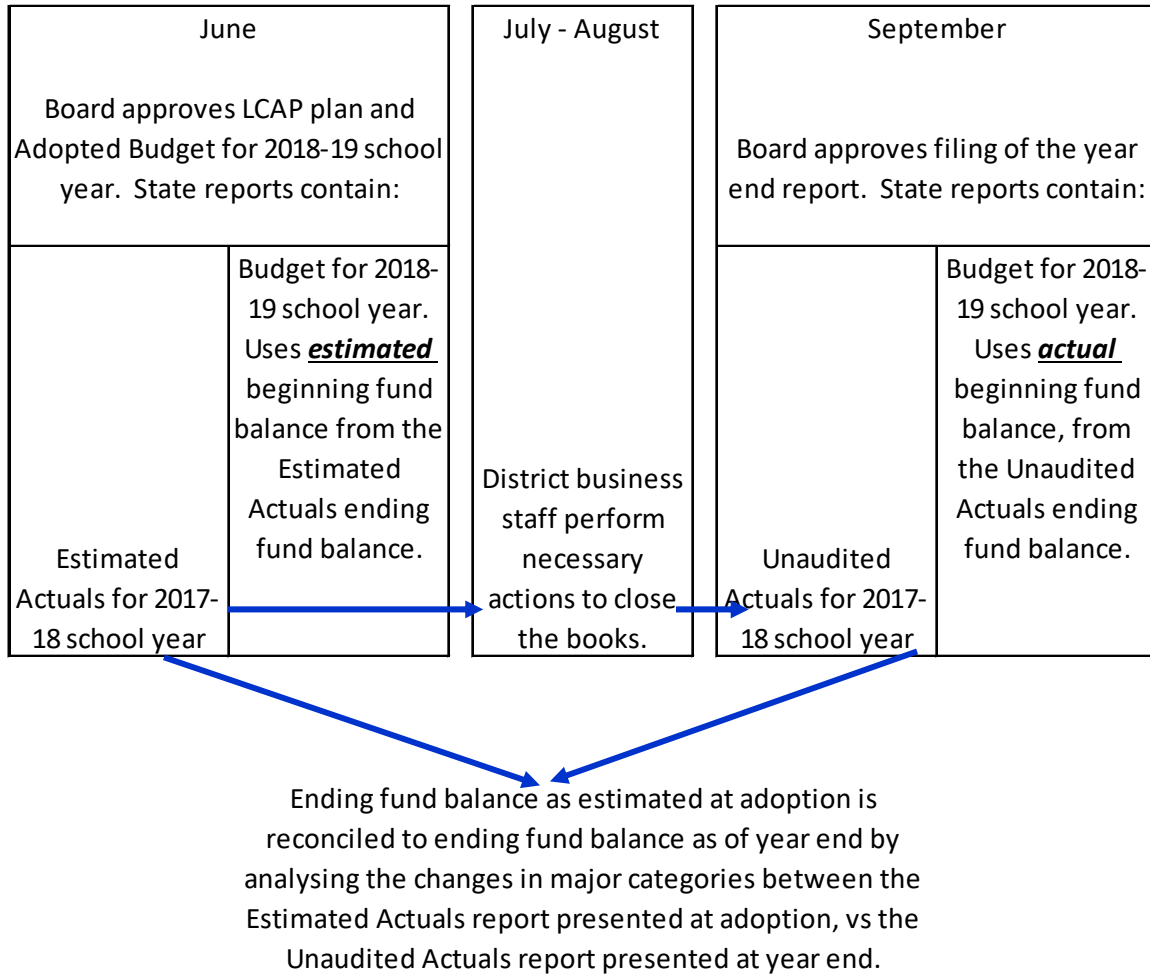 June
Board approves LCAP plan and
Adopted Budget for 2018-19 school
year. State reports contain:
Estimated
Actuals for 2017-
18 school year
Budget for 2018-
19 school year.
Uses estimated
beginning fund
balance from the
Estimated
Actuals ending
fund balance.
July - August
District business
staff perform
necessary
actions to close
the books.
September
Board approves filing of the year
end report. State reports contain:
Unaudited
Actuals for 2017-
18 school year
Budget for 2018-
19 school year.
Uses actual
beginning fund
balance, from
the Unaudited
Actuals ending
fund balance.
Ending fund balance as estimated at adoption is
reconciled to ending fund balance as of year end by
analysing the changes in major categories between the
Estimated Actuals report presented at adoption, vs the
Unaudited Actuals report presented at year end.